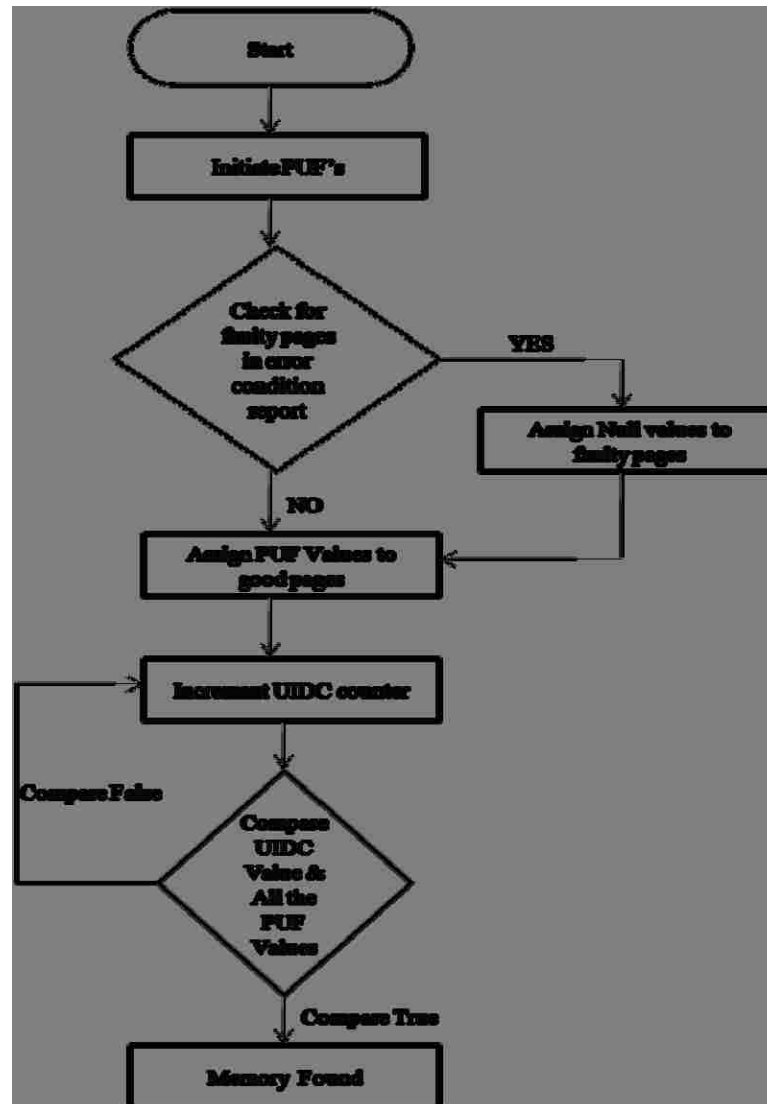 Start
Initiate PUF's
Check for
faulty pages
in error
condition
report
YES
Assign Null values to
faulty pages
NO
Assign PUF Values to
good pages
Increment UIDC counter
Compare False
Compare
UIDC
Value &
All the
PUF
Values
Compare True
Memory Found